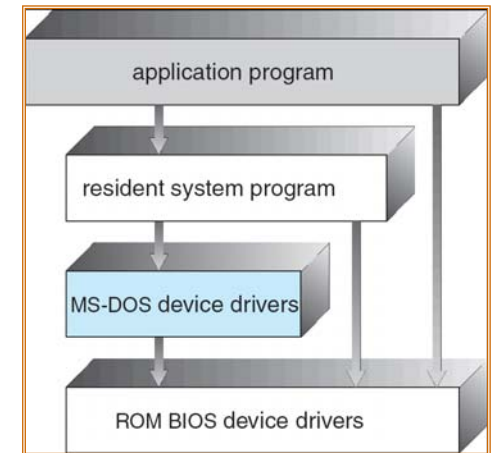 application program
resident system program
MS-DOS device drivers
ROM BIOS device drivers